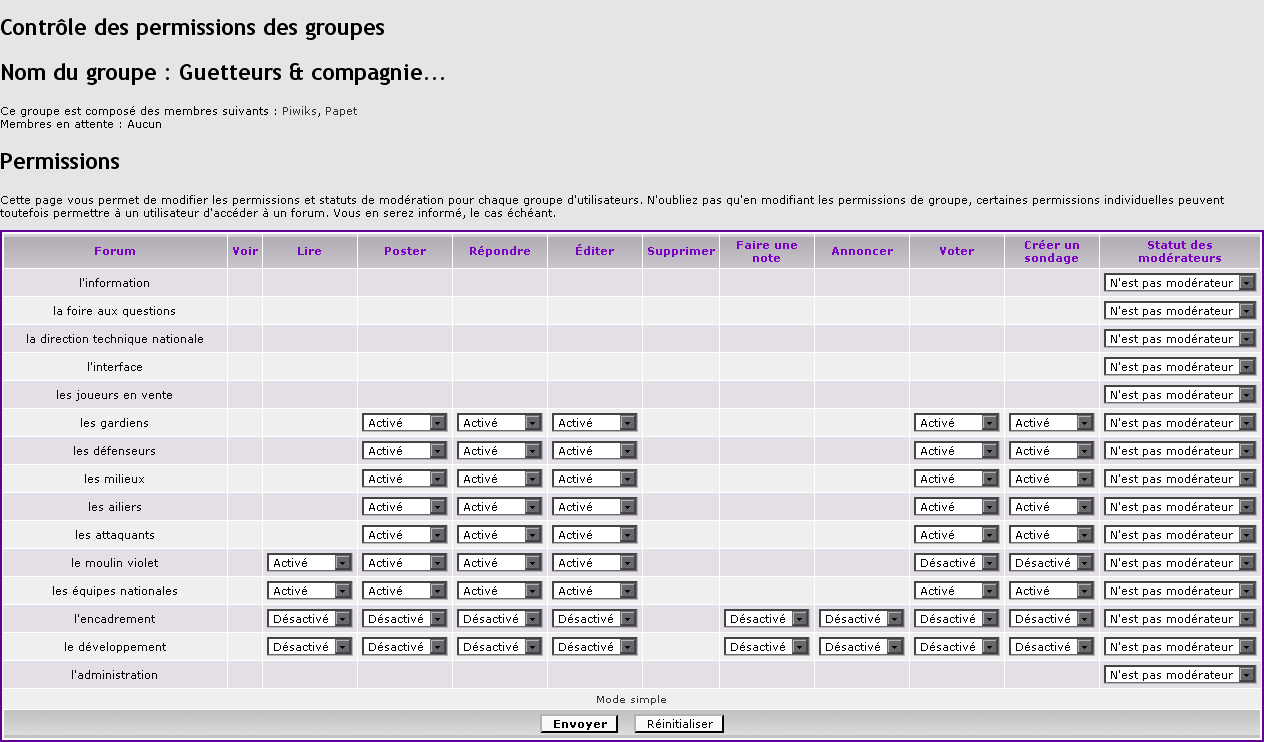 Contrôle des permissions des groupes
Nom du groupe : Guetteurs & compagnie...
Ce groupe est composé des membres suivants : Piwiks, Papet
Membres en attente : Aucun
Permissions
Cette page vous permet de modifier les permissions et statuts de modération pour chaque groupe d'utilisateurs. N'oubliez pas qu'en modifiant les permissions de groupe, certaines permissions individuelles peuvent
toutefois permettre à un utilisateur d'accéder à un forum. Vous en serez informé, le cas échéant.
Forum Voir Lire Poster Répondre Éditer Supprimer Faire une note Annoncer Voter Créer un sondage Statut des modérateurs
l'information N'est pas modérateur
la foire aux questions N'est pas modérateur
la direction technique nationale N'est pas modérateur
l'interface N'est pas modérateur
les joueurs en vente N'est pas modérateur
les gardiens Activé Activé Activé Activé Activé N'est pas modérateur
les défenseurs Activé Activé Activé Activé Activé N'est pas modérateur
les milieux Activé Activé Activé Activé Activé N'est pas modérateur
les ailiers Activé Activé Activé Activé Activé N'est pas modérateur
les attaquants Activé Activé Activé Activé Activé N'est pas modérateur
le moulin violet Activé Activé Activé Activé Désactivé Désactivé N'est pas modérateur
les équipes nationales Activé Activé Activé Activé Activé Activé N'est pas modérateur
l'encadrement Désactivé Désactivé Désactivé Désactivé Désactivé Désactivé Désactivé Désactivé N'est pas modérateur
le développement Désactivé Désactivé Désactivé Désactivé Désactivé Désactivé Désactivé Désactivé N'est pas modérateur
l'administration N'est pas modérateur
Mode simple
Envoyer Réinitialiser